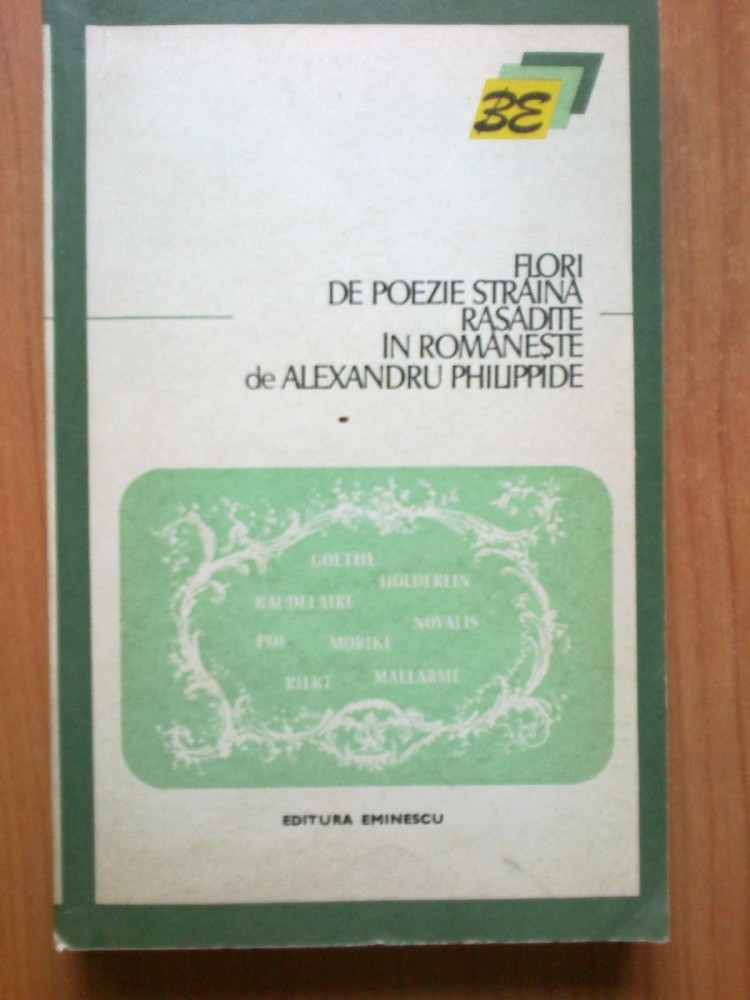 BE
FLORI
DE POEZIE STRĂINĂ
RĂSĂDITE
ÎN ROMÂNEȘTE
de ALEXANDRU PHILIPPIDE
GOETHE
HÖLDERLIN
BAUDELAIRE
NOVALIS
POE MÖRIKE
RILKE MALLARMÉ
EDITURA EMINESCU